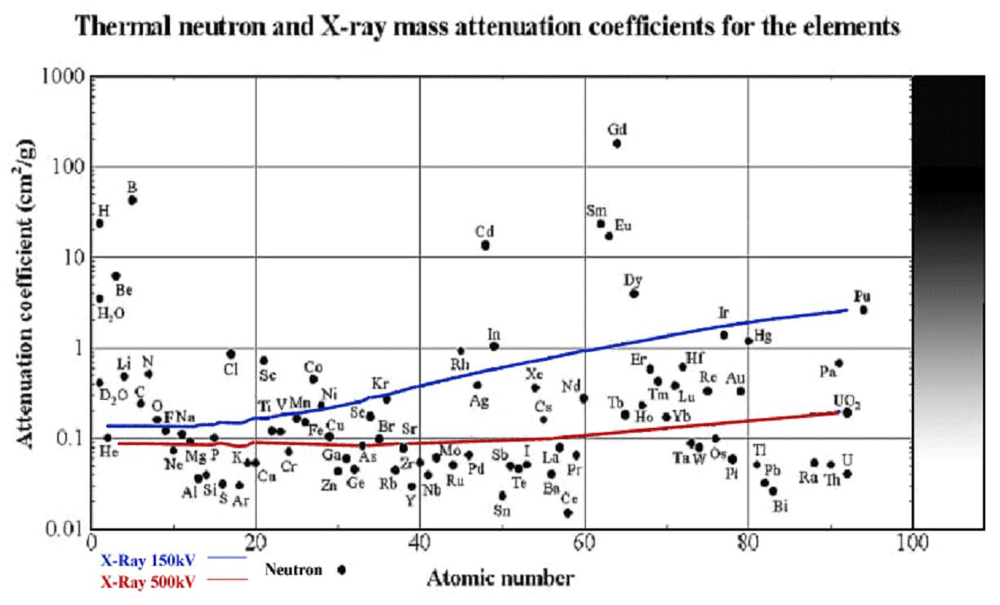 Thermal neutron and X-ray mass attenuation coefficients for the elements
Attenuation coefficient (cm²/g)
1000
100
10
1
0.1
0.01
Gd
B
H
Sm
Eu
Cd
Be
H₂O
Dy
Pu
Ir
Hg
In
Rh
Li
N
Cl
Sc
Co
Kr
Xe
Nd
Er
Hf
Re
Au
Pa
D₂O
C
O
F
Na
Ti
V
Mn
Ni
Se
Ag
Cs
Tb
Ho
Tm
Lu
Yb
UO₂
He
Ne
Mg
P
K
Fe
Cu
Br
Sr
Cr
Ga
As
Zr
Mo
Pd
Sb
I
La
Pr
Ta
W
Os
Tl
U
Al
Si
S
Ar
Ca
Zn
Ge
Rb
Y
Nb
Ru
Sn
Te
Ba
Ce
Pt
Pb
Bi
Ra
Th
0
20
40
60
80
100
X-Ray 150kV
X-Ray 500kV
Neutron
Atomic number